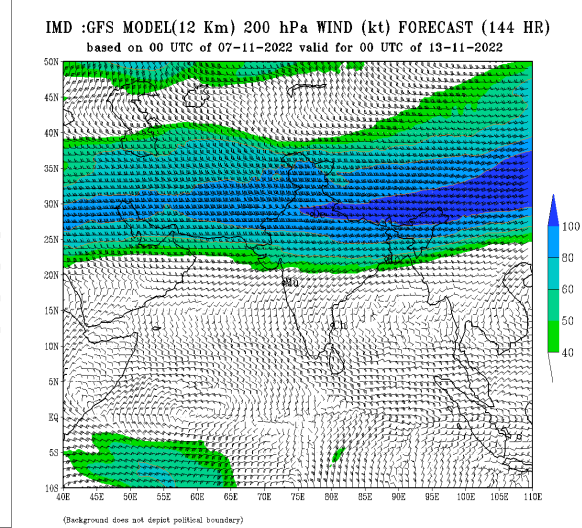 IMD :GFS MODEL(12 Km) 200 hPa WIND (kt) FORECAST (144 HR)
based on 00 UTC of 07-11-2022 valid for 00 UTC of 13-11-2022
50N
45N
40N
35N
30N
25N
20N
15N
10N
5N
EQ
5S
10S
40E 45E 50E 55E 60E 65E 70E 75E 80E 85E 90E 95E 100E 105E 110E
100
80
60
50
40
(Background does not depict political boundary)